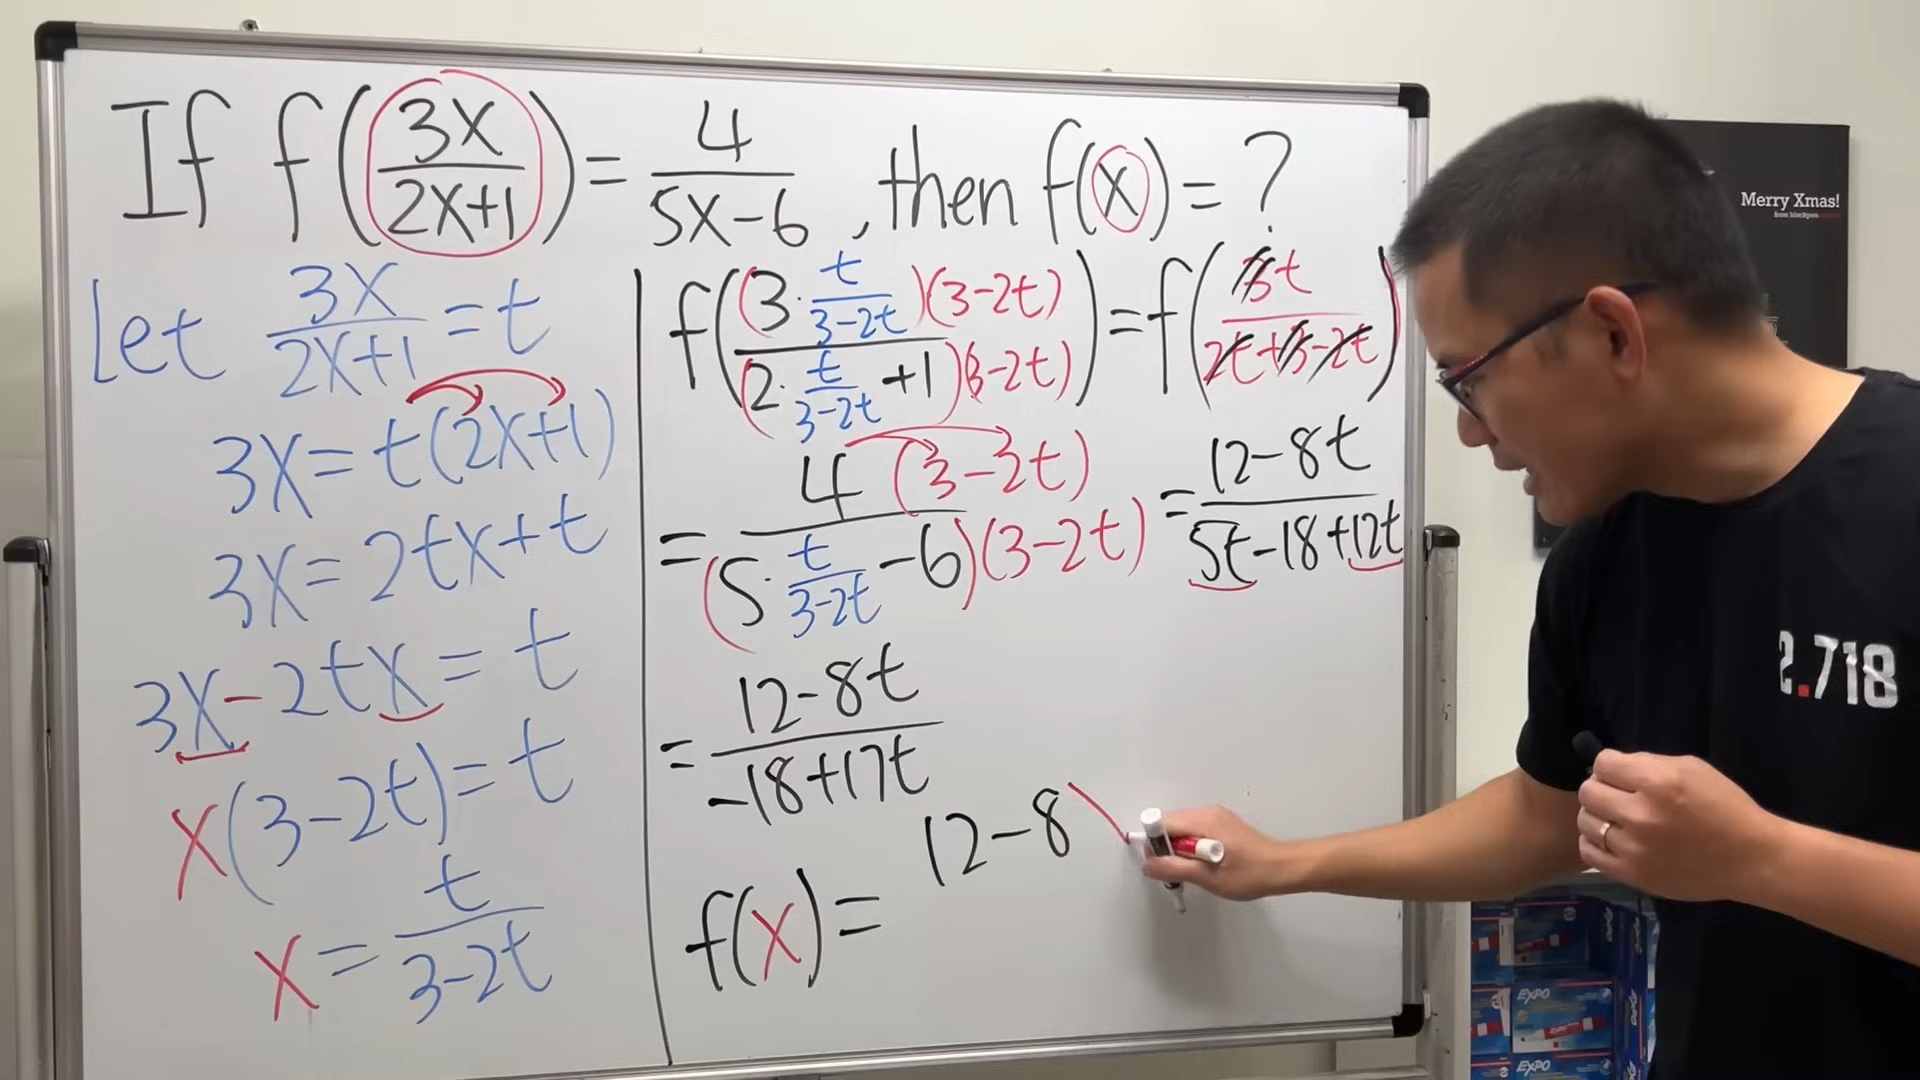 If f(3x/(2x+1)) = 4/(5x-6), then f(x) = ?
Let 3x/(2x+1) = t
3x = t(2x+1)
3x = 2tx + t
3x - 2tx = t
x(3-2t) = t
x = t/(3-2t)
f((3·t/(3-2t))(3-2t)/(2·t/(3-2t)+1)(3-2t)) = f(3t/(2t+3-2t))
= 4(3-2t)/(5·t/(3-2t)-6)(3-2t) = (12-8t)/(5t-18+12t)
= (12-8t)/(-18+17t)
f(x) = 12-8
Merry Xmas!
2.718
EXPO
EXPO
EXPO